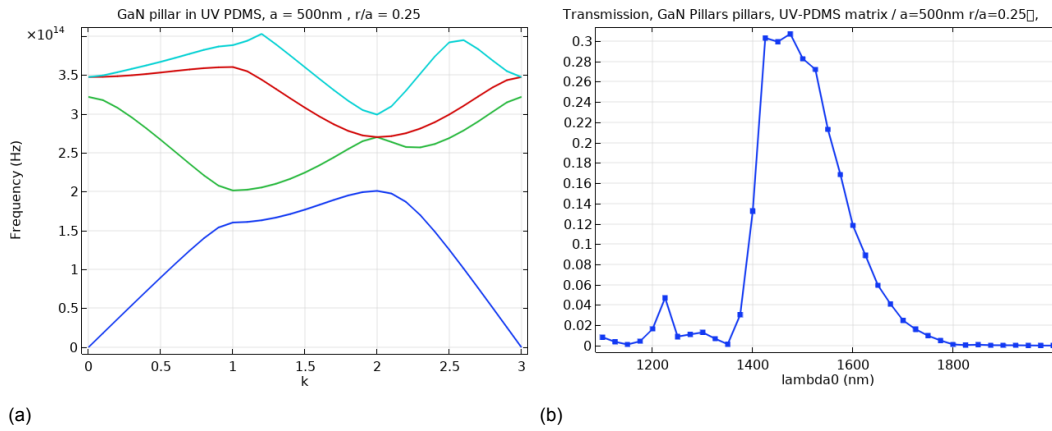 GaN pillar in UV PDMS, a = 500nm , r/a = 0.25
×10¹⁴
3.5
3
2.5
2
1.5
1
0.5
0
Frequency (Hz)
0 0.5 1 1.5 2 2.5 3
k
(a)
Transmission, GaN Pillars pillars, UV-PDMS matrix / a=500nm r/a=0.25▯,
0.3
0.28
0.26
0.24
0.22
0.2
0.18
0.16
0.14
0.12
0.1
0.08
0.06
0.04
0.02
0
1200 1400 1600 1800
lambda0 (nm)
(b)